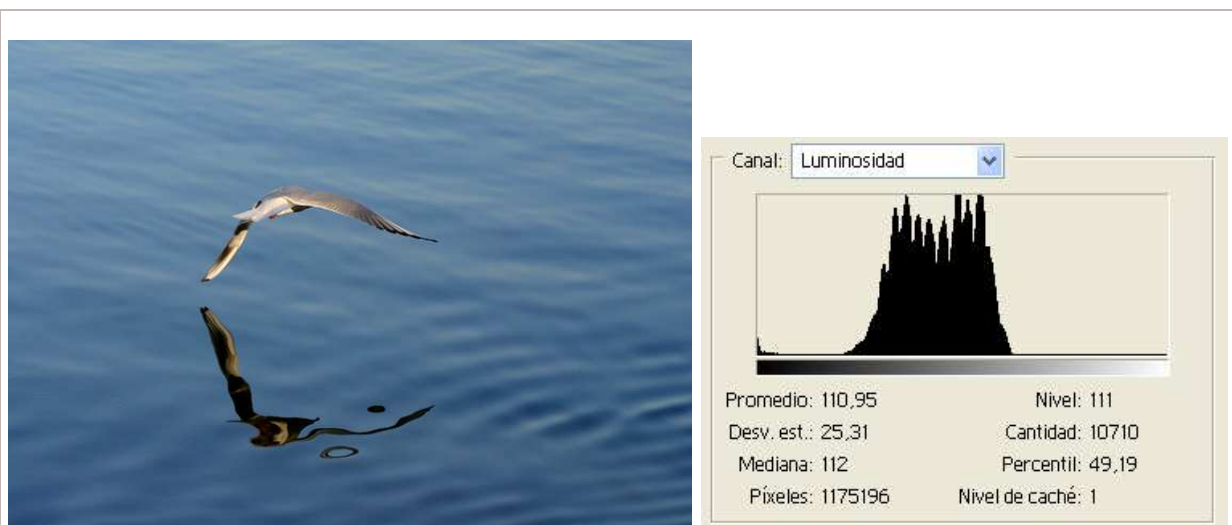 Canal: Luminosidad
Promedio: 110,95 Nivel: 111
Desv. est.: 25,31 Cantidad: 10710
Mediana: 112 Percentil: 49,19
Píxeles: 1175196 Nivel de caché: 1